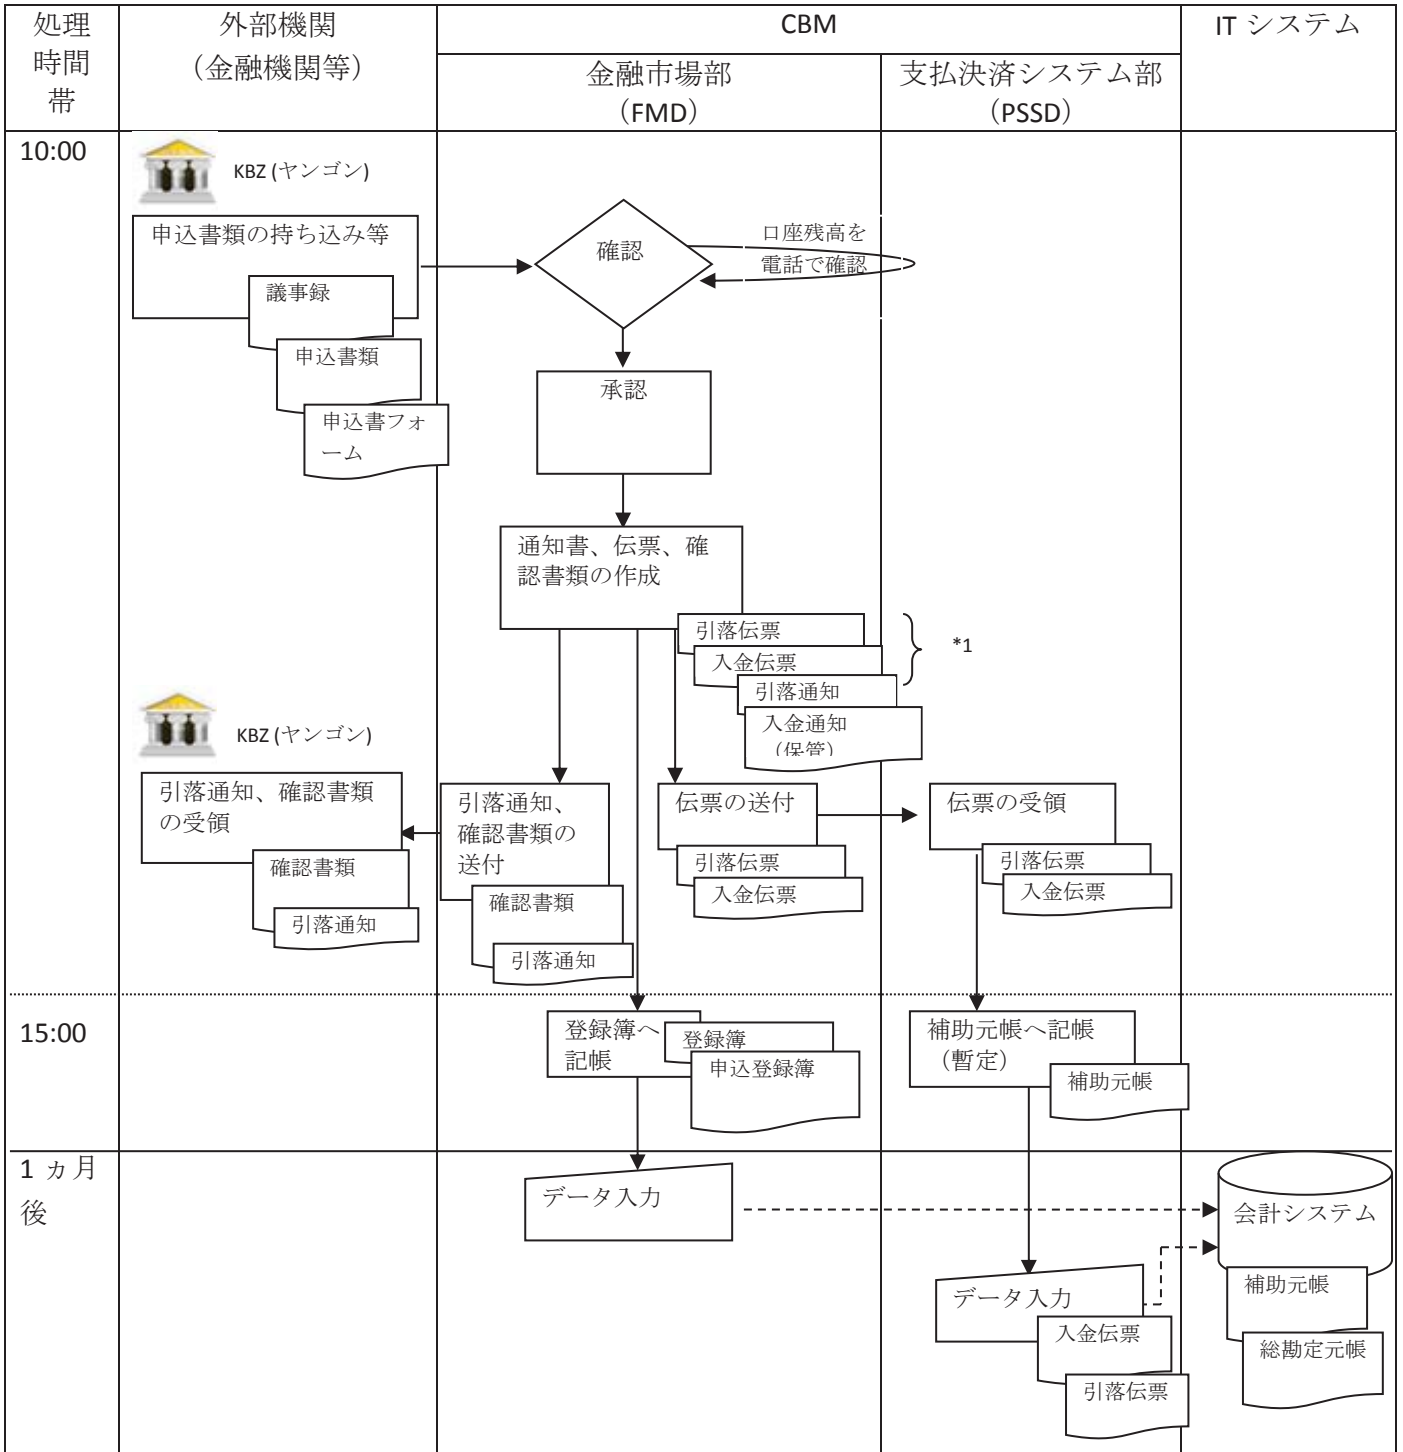 処理
時間
帯
外部機関
（金融機関等）
CBM
IT システム
金融市場部
（FMD）
支払決済システム部
（PSSD）
10:00
KBZ (ヤンゴン)
申込書類の持ち込み等
議事録
申込書類
申込書フォ
ーム
確認
口座残高を
電話で確認
承認
通知書、伝票、確
認書類の作成
引落伝票
入金伝票
引落通知
入金通知
（保管）
*1
KBZ (ヤンゴン)
引落通知、確認書類
の受領
確認書類
引落通知
引落通知、
確認書類の
送付
確認書類
引落通知
伝票の送付
引落伝票
入金伝票
伝票の受領
引落伝票
入金伝票
15:00
登録簿へ
記帳
登録簿
申込登録簿
補助元帳へ記帳
（暫定）
補助元帳
1 ヵ月
後
データ入力
会計システム
データ入力
入金伝票
引落伝票
補助元帳
総勘定元帳